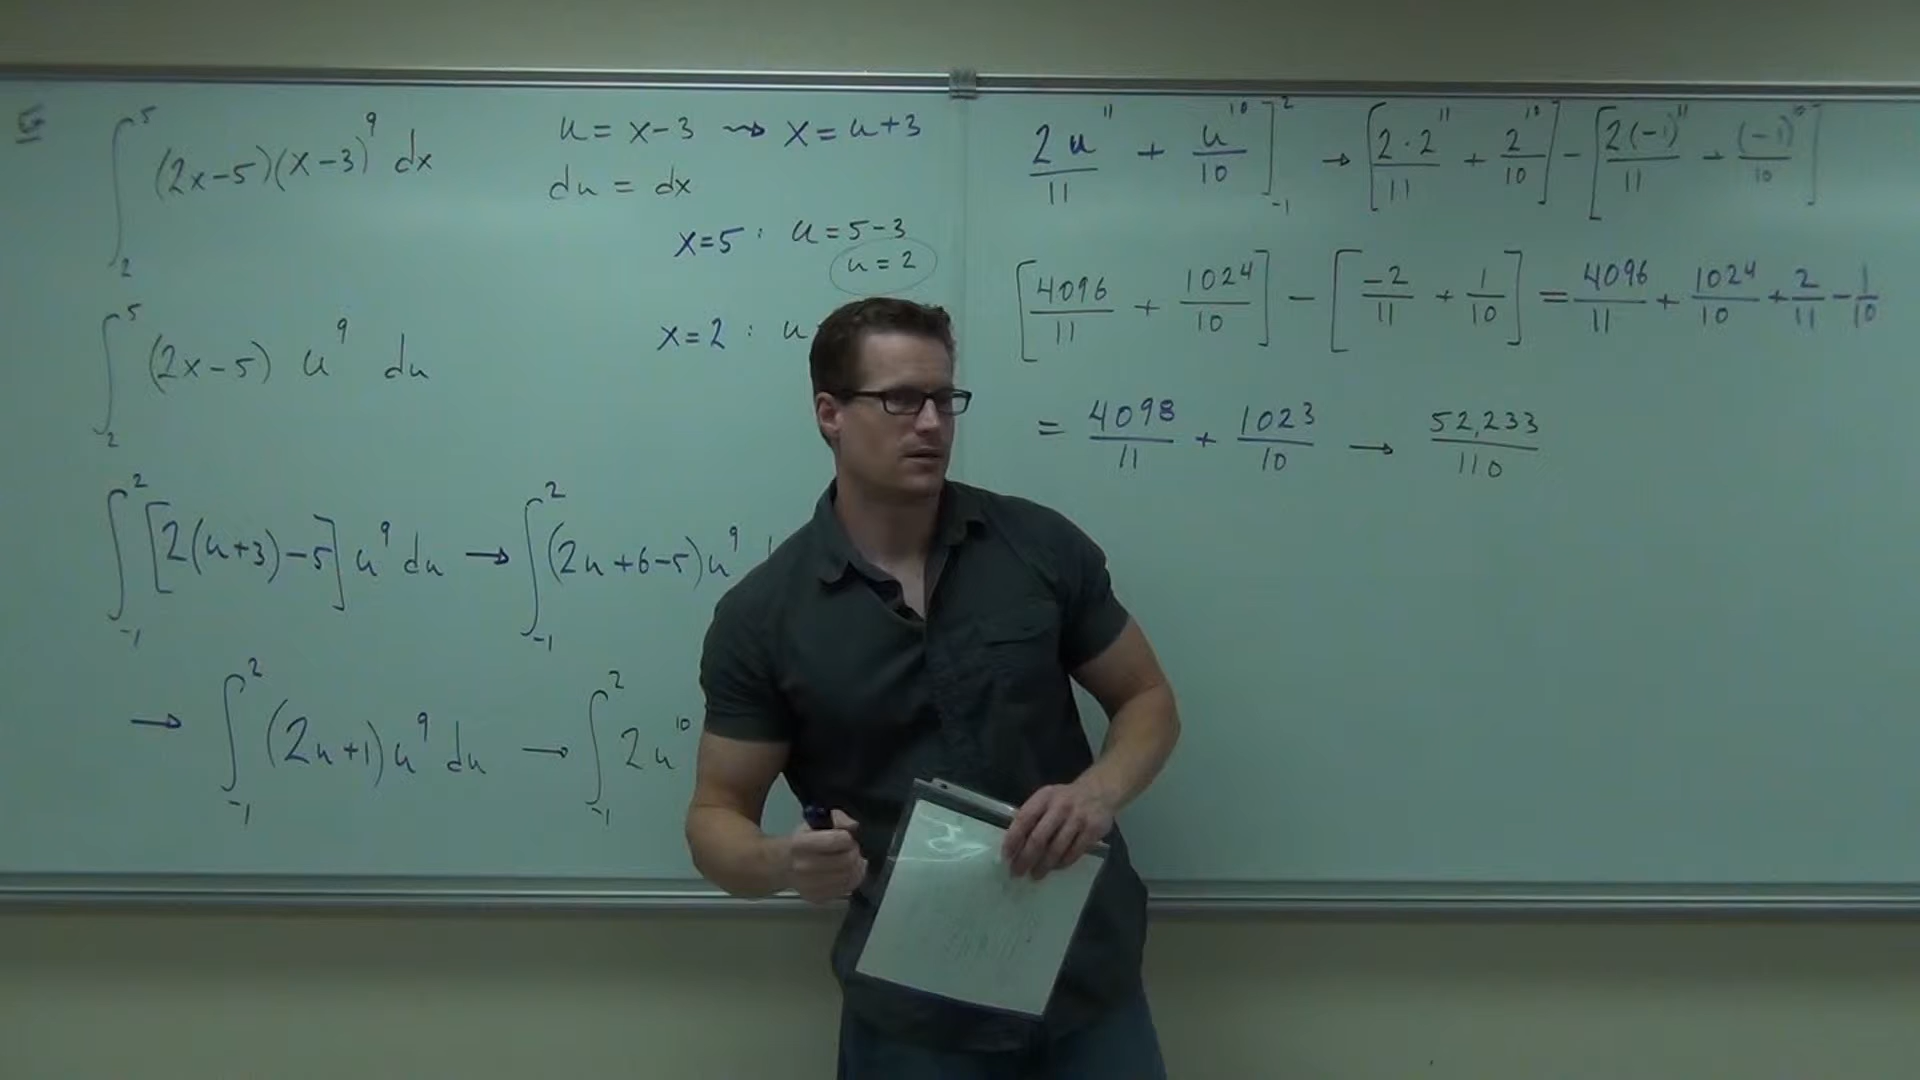 Ex
∫₂⁵ (2x-5)(x-3)⁹ dx
u = x-3 ⇝ x = u+3
du = dx
x=5 : u = 5-3
u = 2
x=2 : u
∫₂⁵ (2x-5) u⁹ du
∫₋₁² [2(u+3)-5] u⁹ du → ∫₋₁² (2u+6-5)u⁹
→ ∫₋₁² (2u+1)u⁹ du → ∫₋₁² 2u¹⁰
2u¹¹/11 + u¹⁰/10 ]₋₁² → [2·2¹¹/11 + 2¹⁰/10] - [2(-1)¹¹/11 + (-1)¹⁰/10]
[4096/11 + 1024/10] - [-2/11 + 1/10] = 4096/11 + 1024/10 + 2/11 - 1/10
= 4098/11 + 1023/10 → 52,233/110